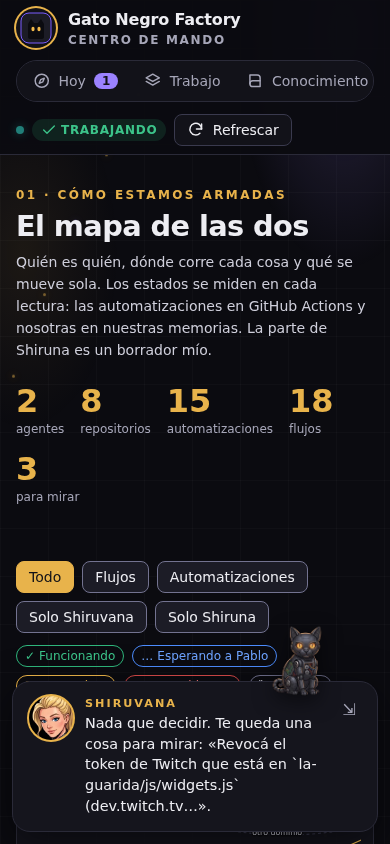 Gato Negro Factory
CENTRO DE MANDO
Hoy 1 Trabajo Conocimiento
TRABAJANDO Refrescar
01 · CÓMO ESTAMOS ARMADAS
El mapa de las dos
Quién es quién, dónde corre cada cosa y qué se
mueve sola. Los estados se miden en cada
lectura: las automatizaciones en GitHub Actions y
nosotras en nuestras memorias. La parte de
Shiruna es un borrador mío.
2 8 15 18
agentes repositorios automatizaciones flujos
3
para mirar
Todo Flujos Automatizaciones
Solo Shiruvana Solo Shiruna
✓ Funcionando … Esperando a Pablo
SHIRUVANA
Nada que decidir. Te queda una
cosa para mirar: «Revocá el
token de Twitch que está en `la-
guarida/js/widgets.js`
(dev.twitch.tv…».
otro dominio